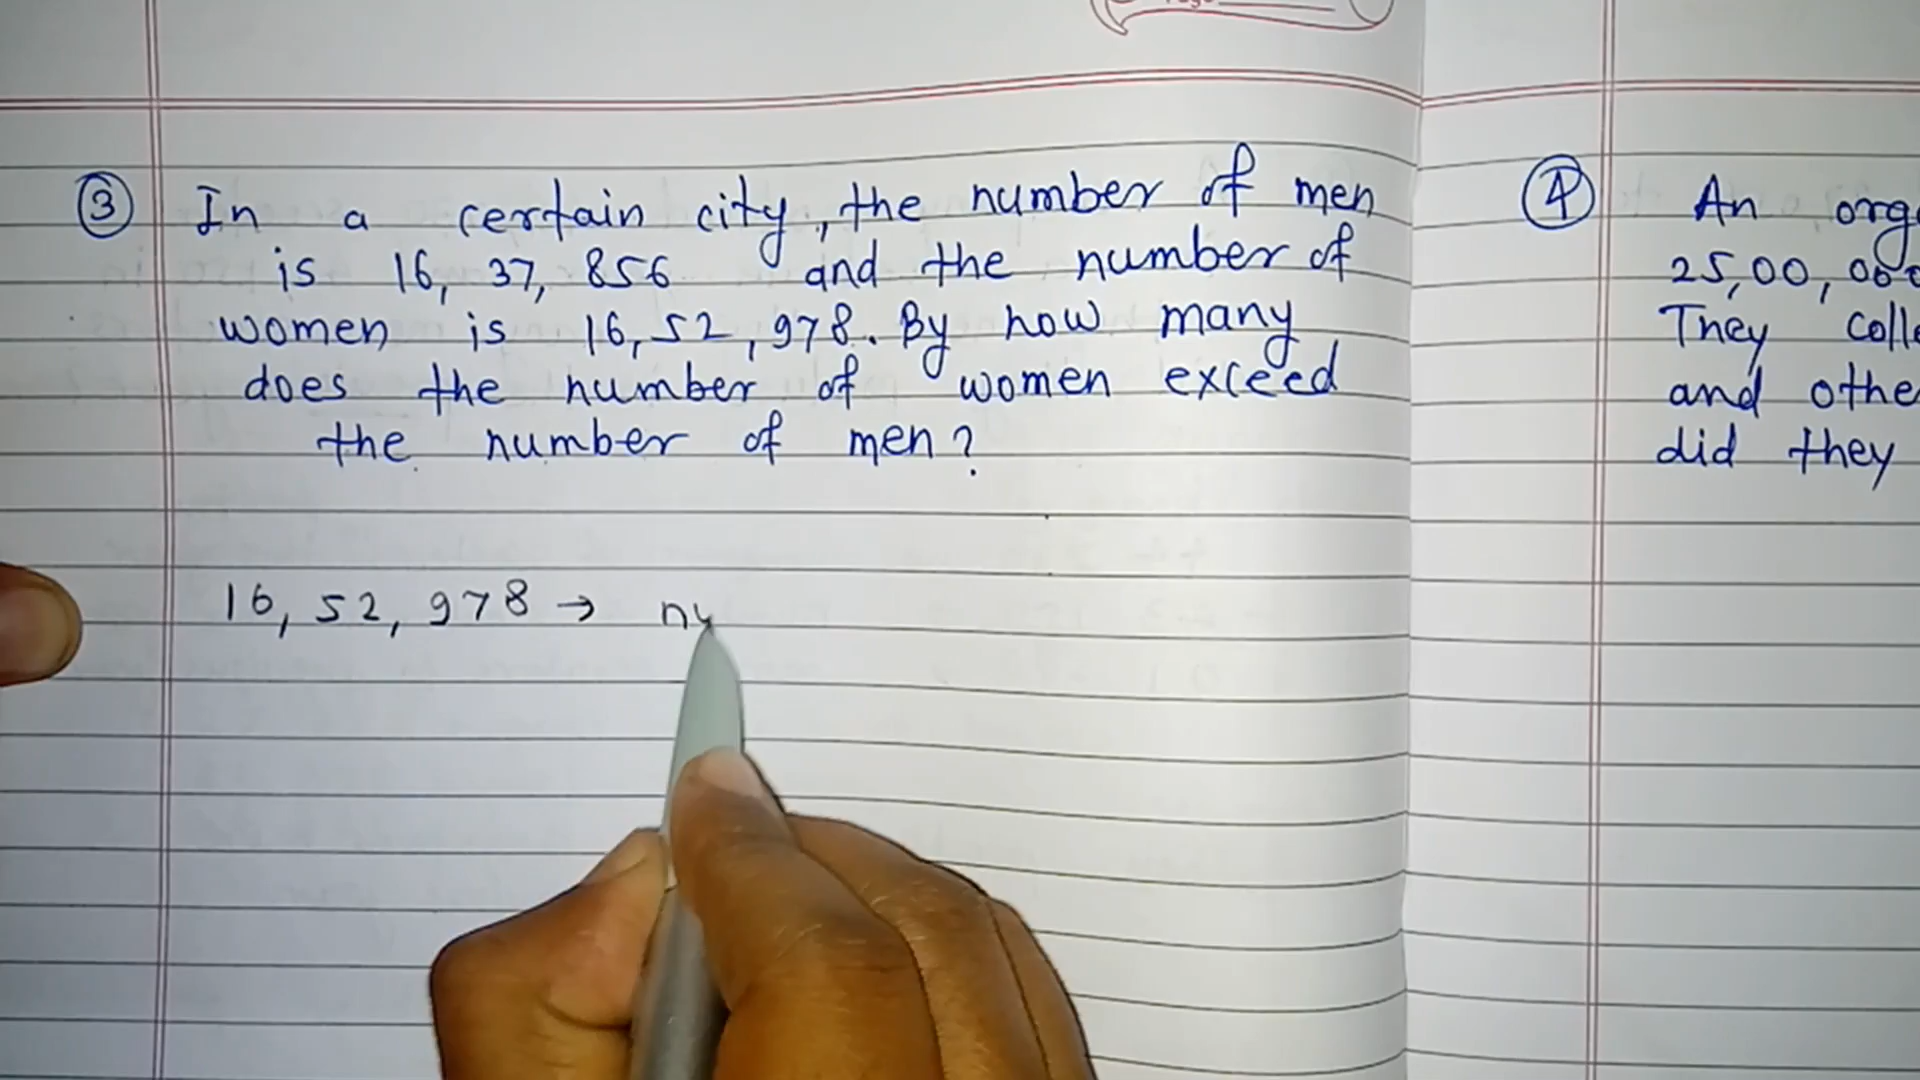 ③ In a certain city, the number of men
is 16, 37, 856 and the number of
women is 16,52,978. By how many
does the number of women exceed
the number of men?
16, 52, 978 → nu
④ An
25,00,
They
and
did they